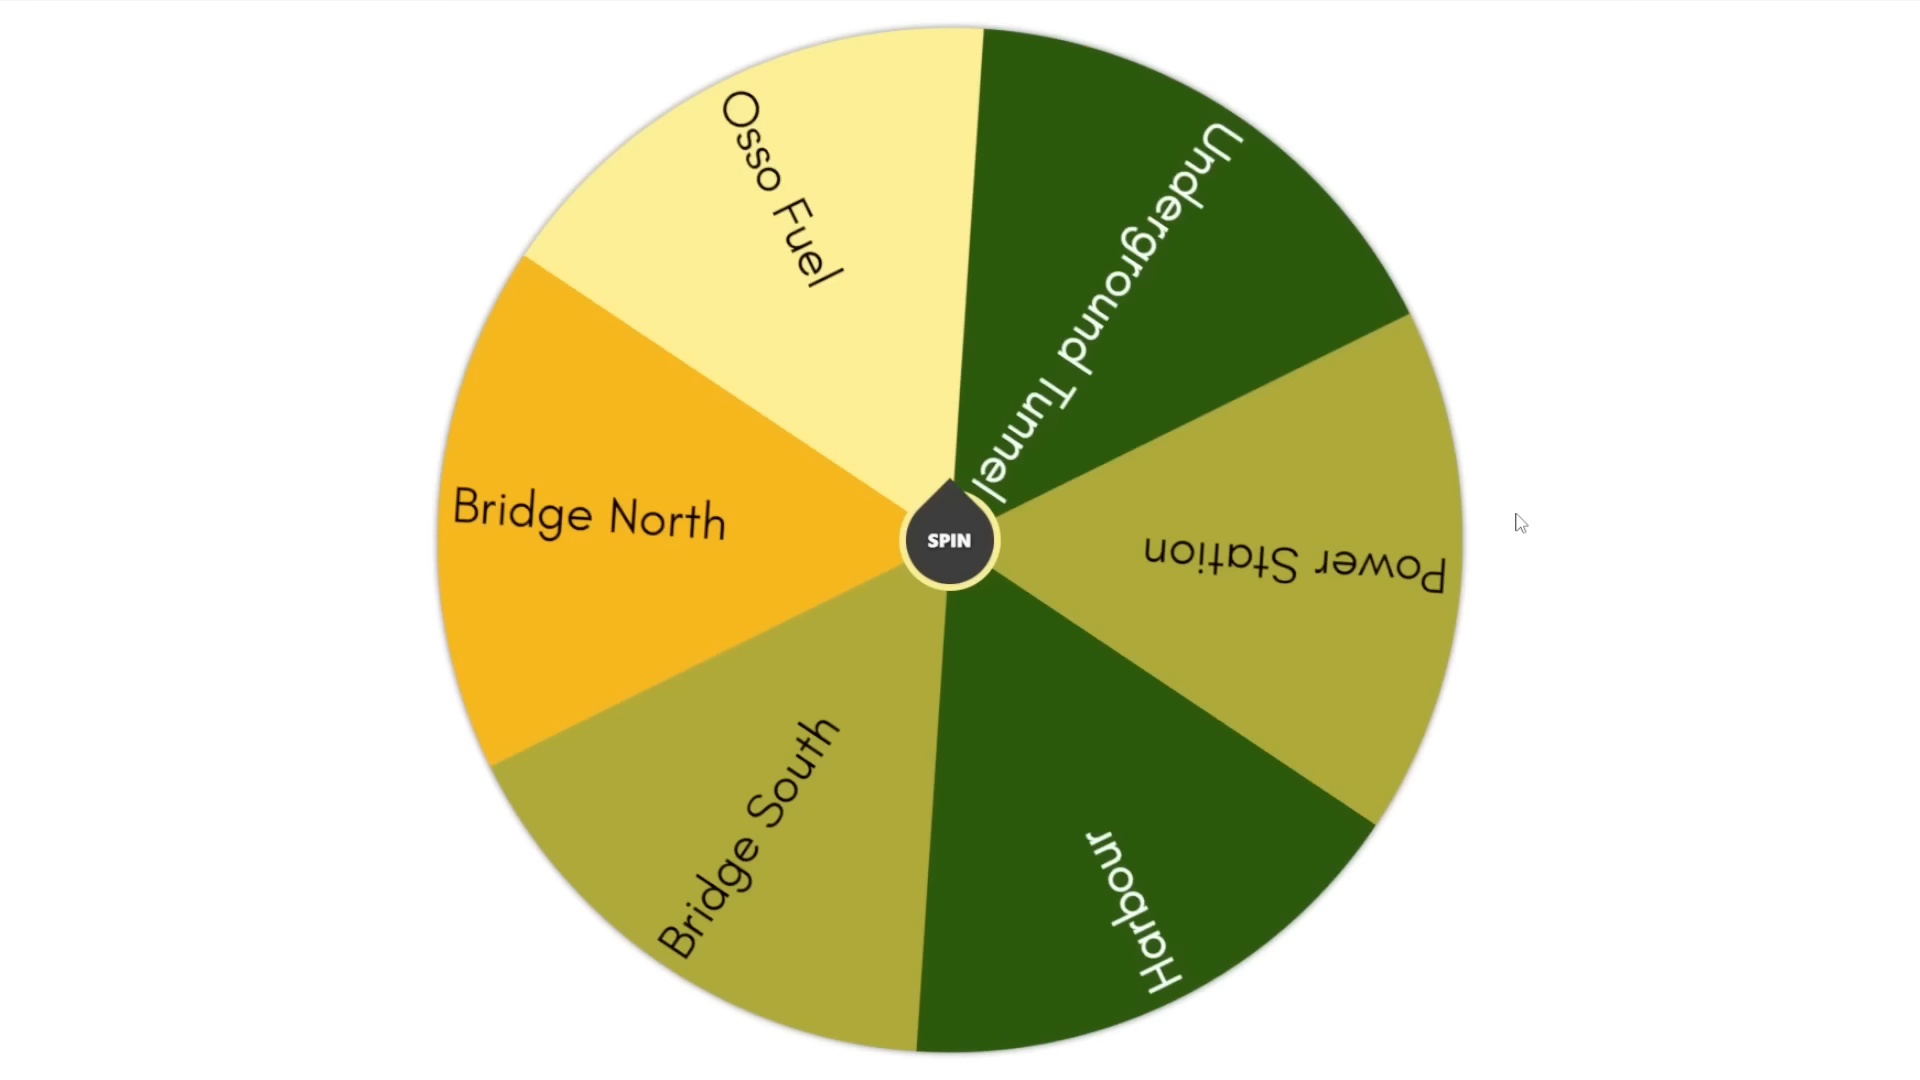 Osso Fuel
Underground Tunnel
Bridge North
SPIN
Power Station
Bridge South
Harbour